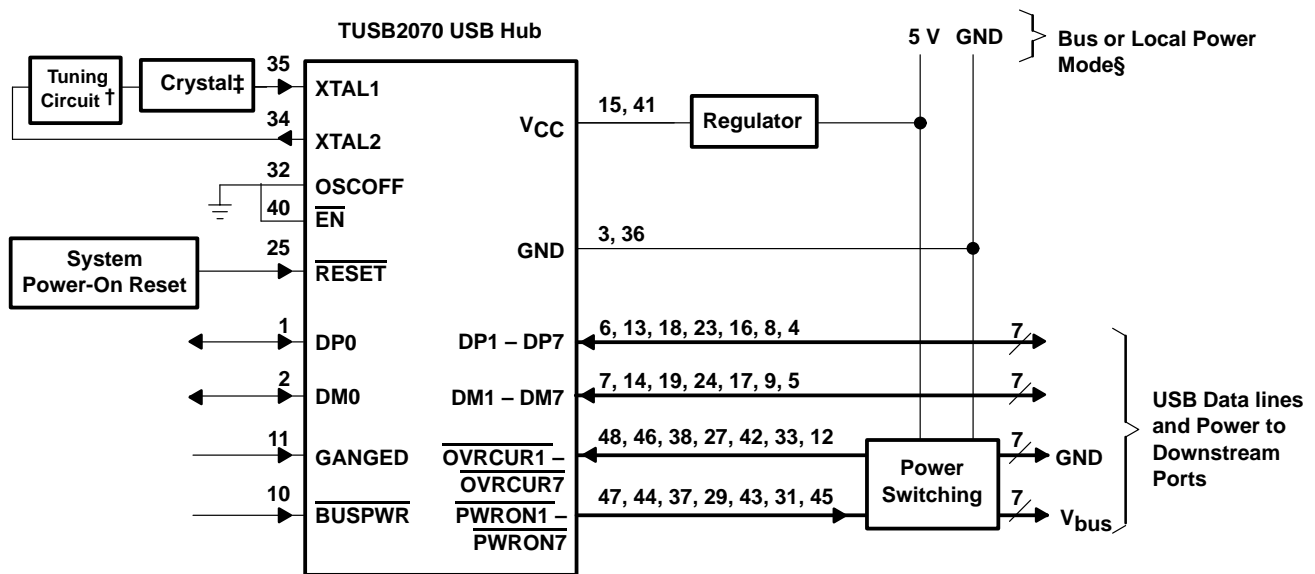 TUSB2070 USB Hub
5 V GND
Bus or Local Power
Mode§
Tuning
Circuit †
Crystal‡
35
XTAL1
34
XTAL2
32
OSCOFF
40
EN
25
RESET
System
Power-On Reset
1
DP0
2
DM0
11
GANGED
10
BUSPWR
VCC
15, 41
Regulator
GND
3, 36
DP1 – DP7
6, 13, 18, 23, 16, 8, 4
7
DM1 – DM7
7, 14, 19, 24, 17, 9, 5
7
OVRCUR1 –
OVRCUR7
48, 46, 38, 27, 42, 33, 12
PWRON1 –
PWRON7
47, 44, 37, 29, 43, 31, 45
Power
Switching
7
GND
7
Vbus
USB Data lines
and Power to
Downstream
Ports